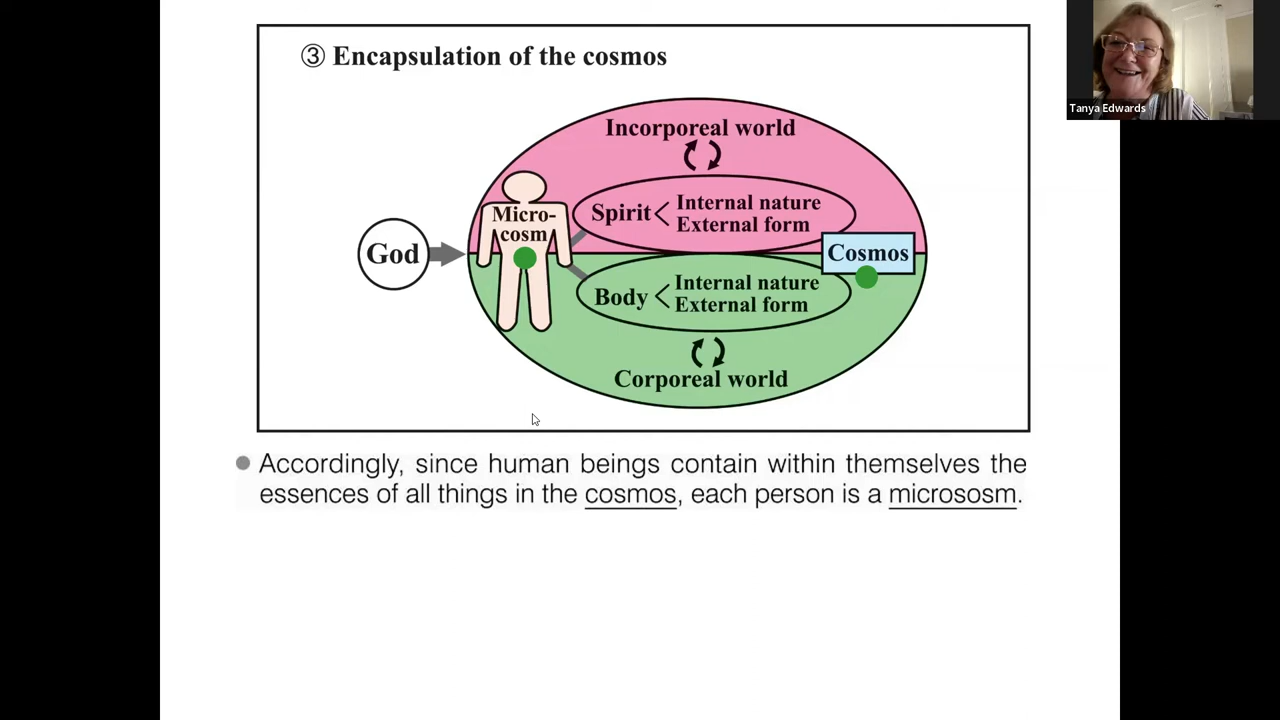 ③ Encapsulation of the cosmos
Tanya Edwards
Incorporeal world
Micro-
cosm
Spirit
Internal nature
External form
God
Cosmos
Body
Internal nature
External form
Corporeal world
Accordingly, since human beings contain within themselves the
essences of all things in the cosmos, each person is a micrososm.